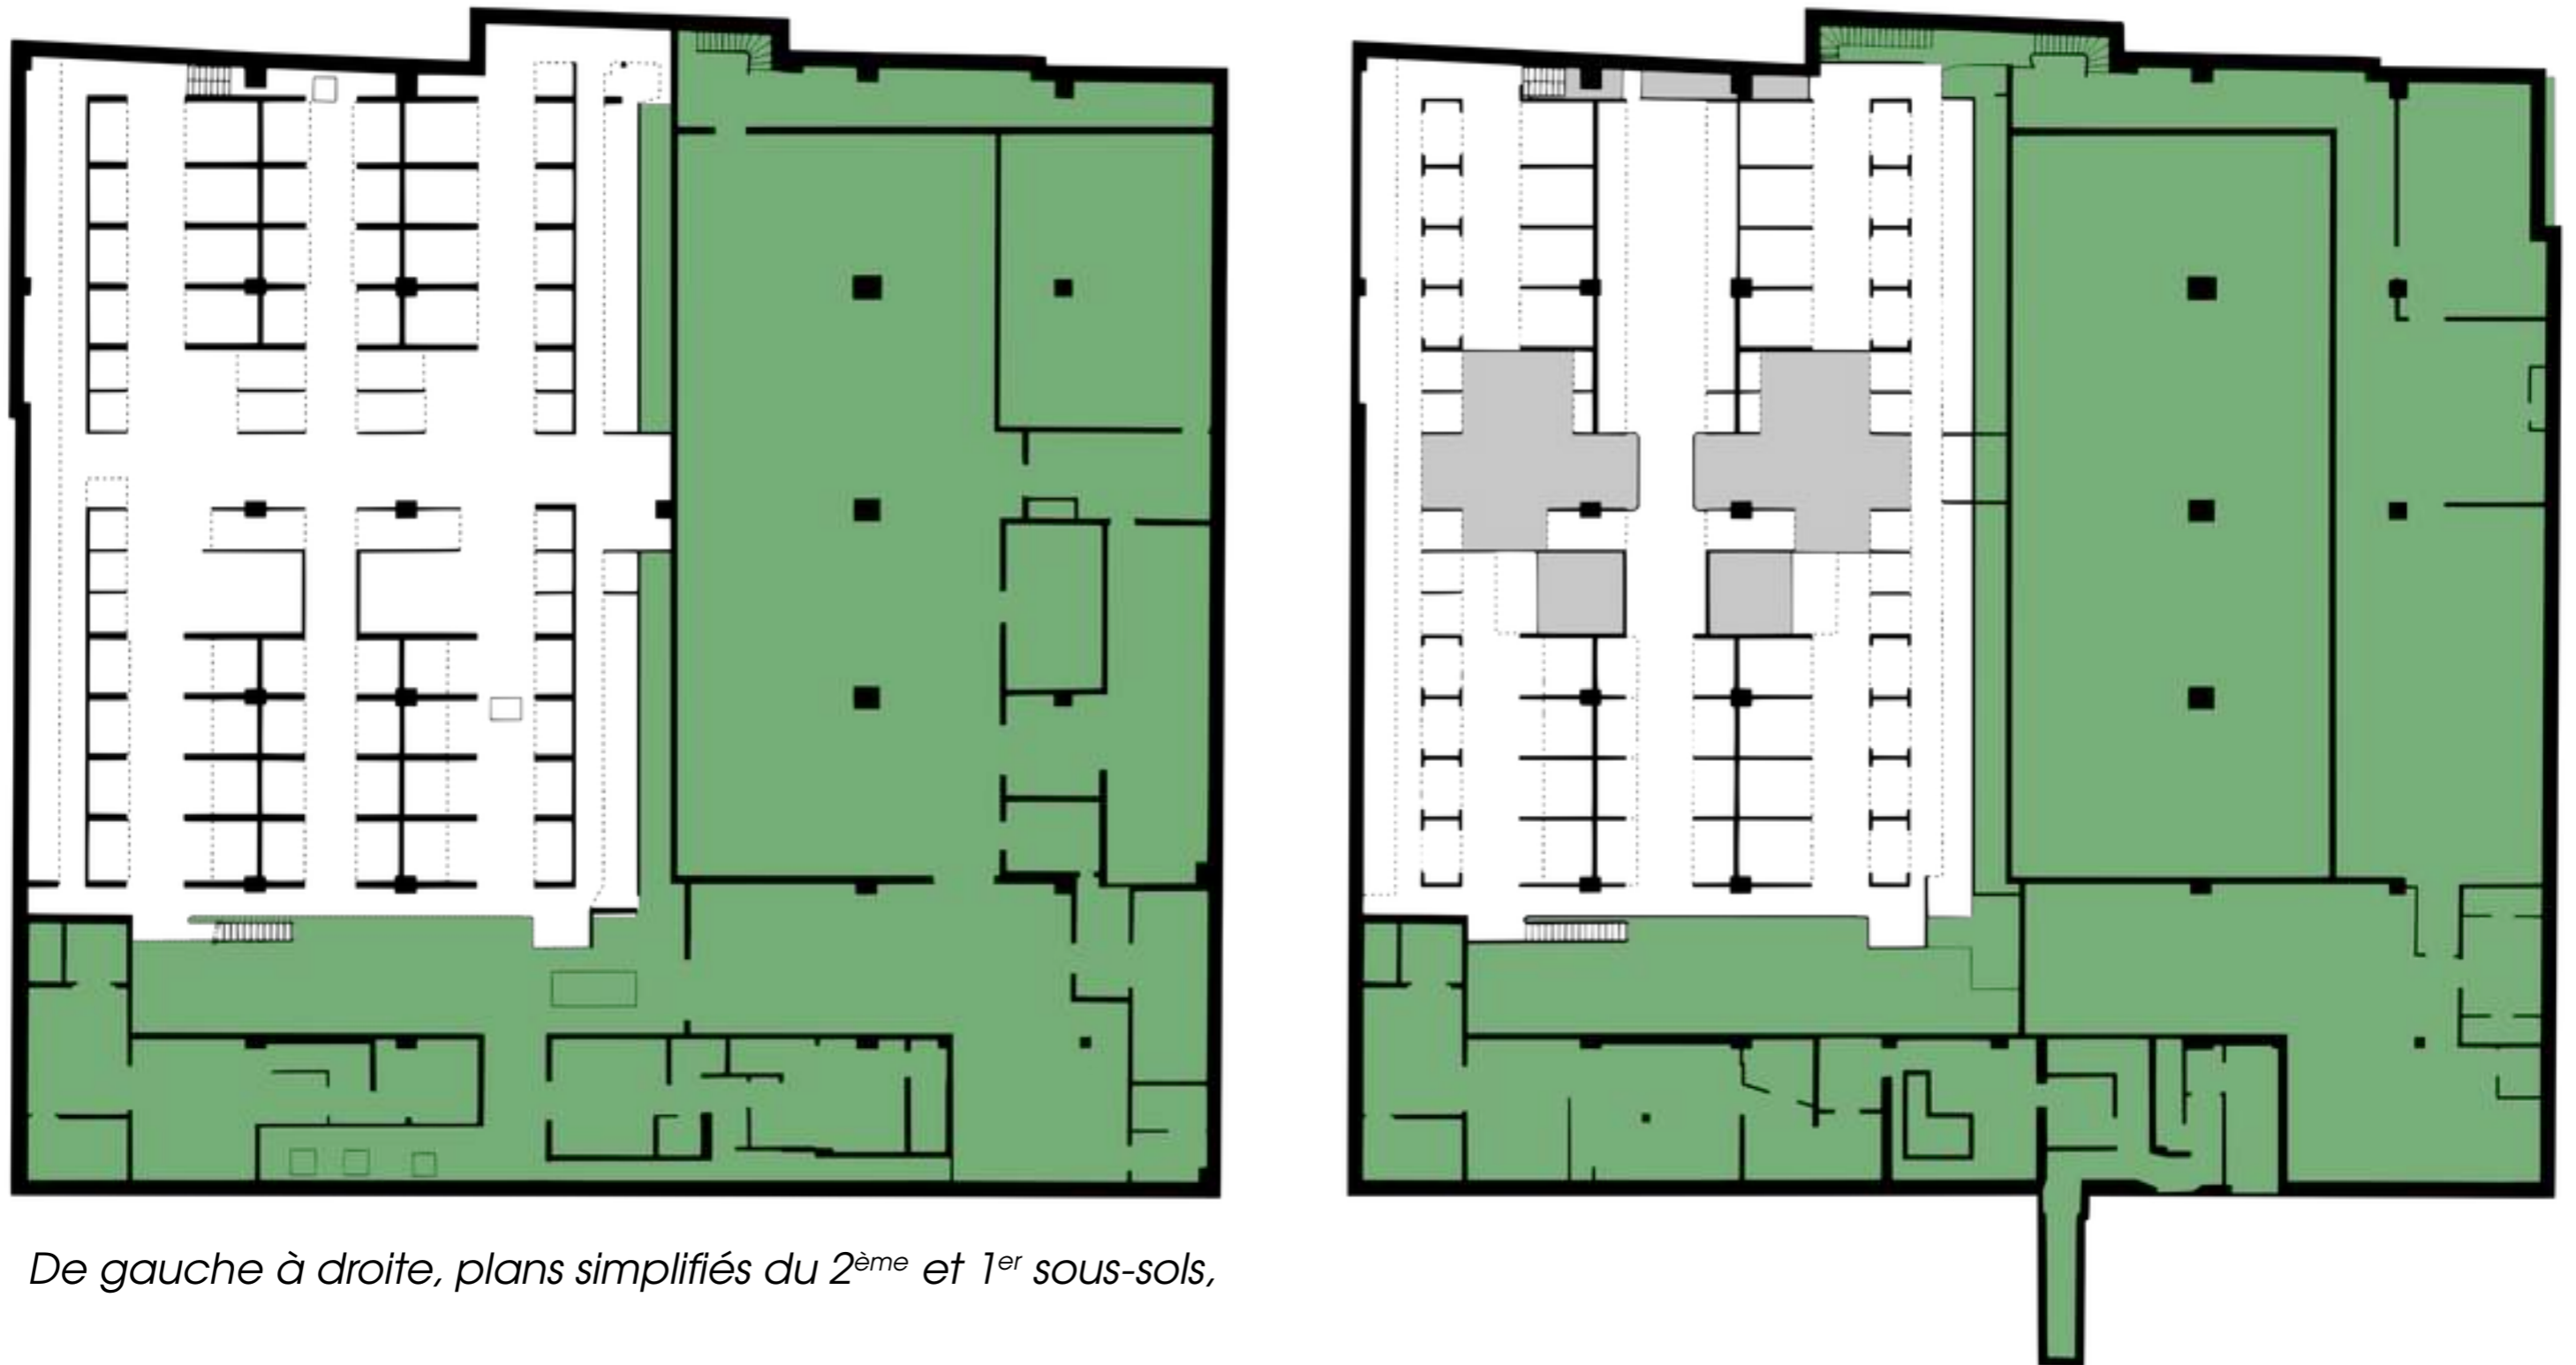 De gauche à droite, plans simplifiés du 2ème et 1er sous-sols,